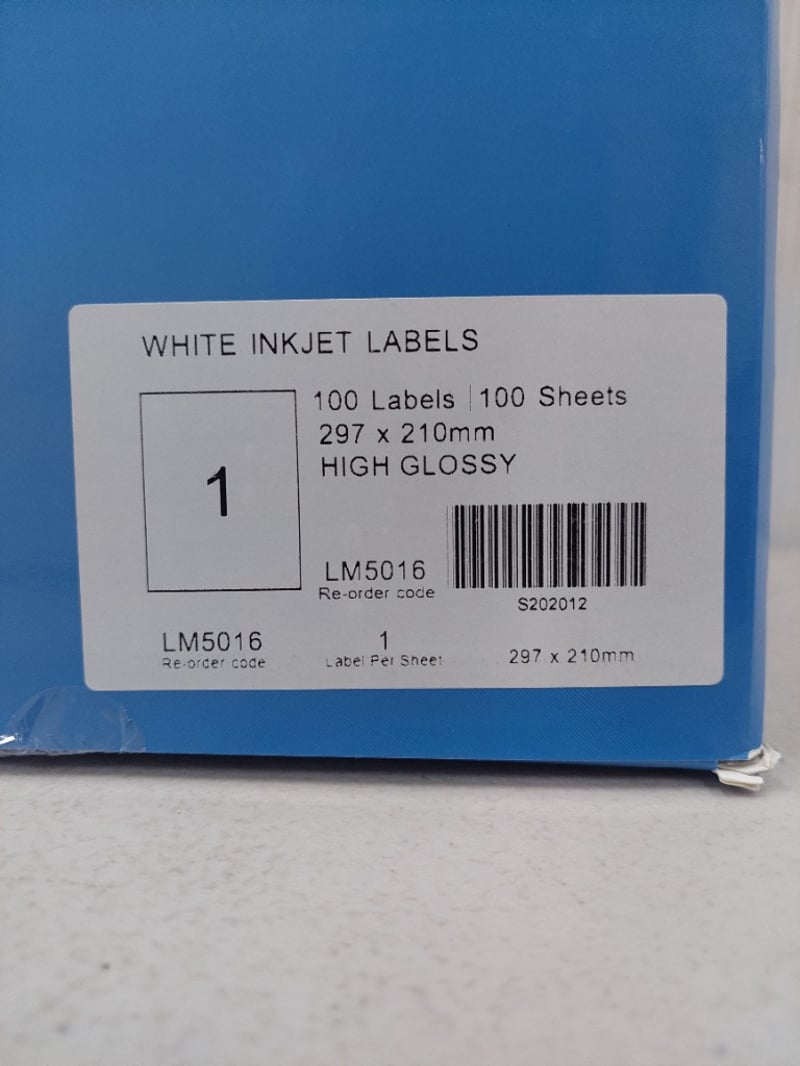 WHITE INKJET LABELS
1
100 Labels | 100 Sheets
297 x 210mm
HIGH GLOSSY
LM5016
Re-order code
S202012
LM5016
Re-order code
1
Label Per Sheet
297 x 210mm